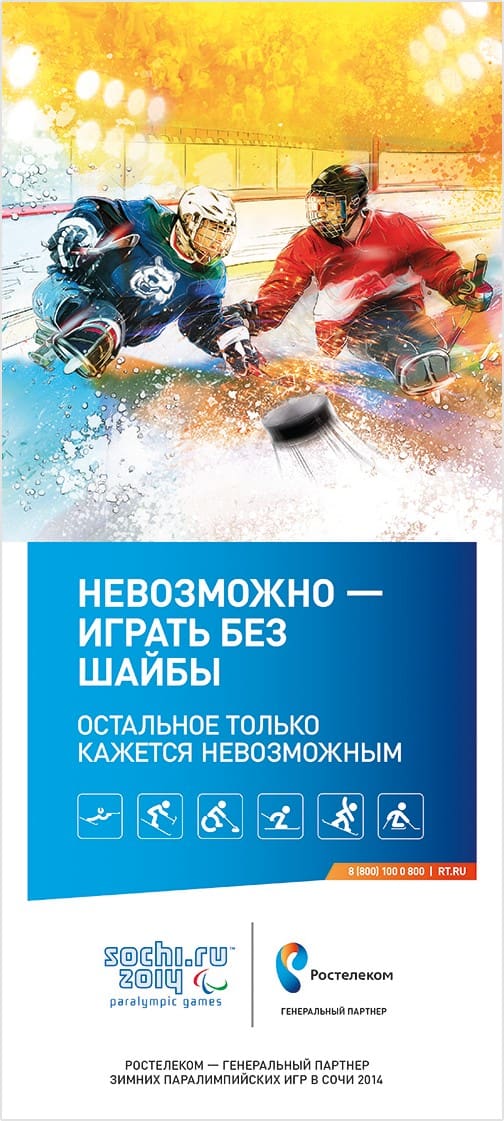 НЕВОЗМОЖНО —
ИГРАТЬ БЕЗ
ШАЙБЫ
ОСТАЛЬНОЕ ТОЛЬКО
КАЖЕТСЯ НЕВОЗМОЖНЫМ
8 (800) 100 0 800 | RT.RU
sochi.ru™
2014
paralympic games
Ростелеком
ГЕНЕРАЛЬНЫЙ ПАРТНЕР
РОСТЕЛЕКОМ — ГЕНЕРАЛЬНЫЙ ПАРТНЕР
ЗИМНИХ ПАРАЛИМПИЙСКИХ ИГР В СОЧИ 2014